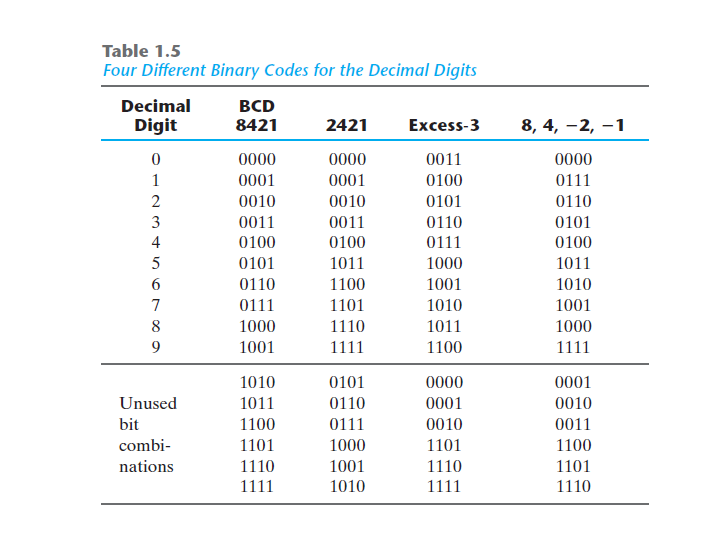 Table 1.5
Four Different Binary Codes for the Decimal Digits
Decimal Digit BCD 8421 2421 Excess-3 8, 4, −2, −1
0 0000 0000 0011 0000
1 0001 0001 0100 0111
2 0010 0010 0101 0110
3 0011 0011 0110 0101
4 0100 0100 0111 0100
5 0101 1011 1000 1011
6 0110 1100 1001 1010
7 0111 1101 1010 1001
8 1000 1110 1011 1000
9 1001 1111 1100 1111
1010 0101 0000 0001
Unused 1011 0110 0001 0010
bit 1100 0111 0010 0011
combi- 1101 1000 1101 1100
nations 1110 1001 1110 1101
1111 1010 1111 1110